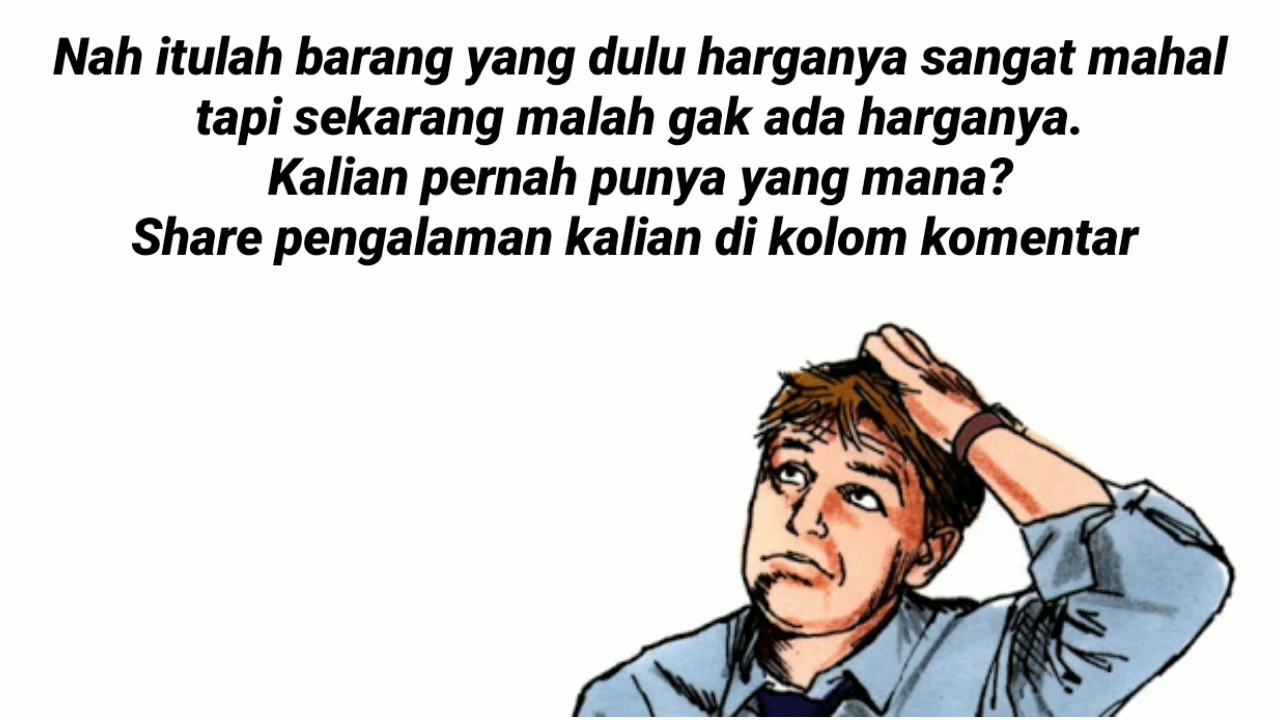 Nah itulah barang yang dulu harganya sangat mahal
tapi sekarang malah gak ada harganya.
Kalian pernah punya yang mana?
Share pengalaman kalian di kolom komentar